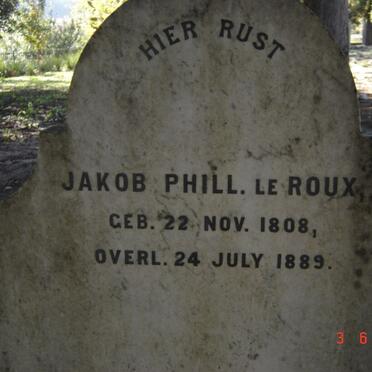 HIER RUST
JAKOB PHILL. LE ROUX,
GEB. 22 NOV. 1808,
OVERL. 24 JULY 1889.
3 6